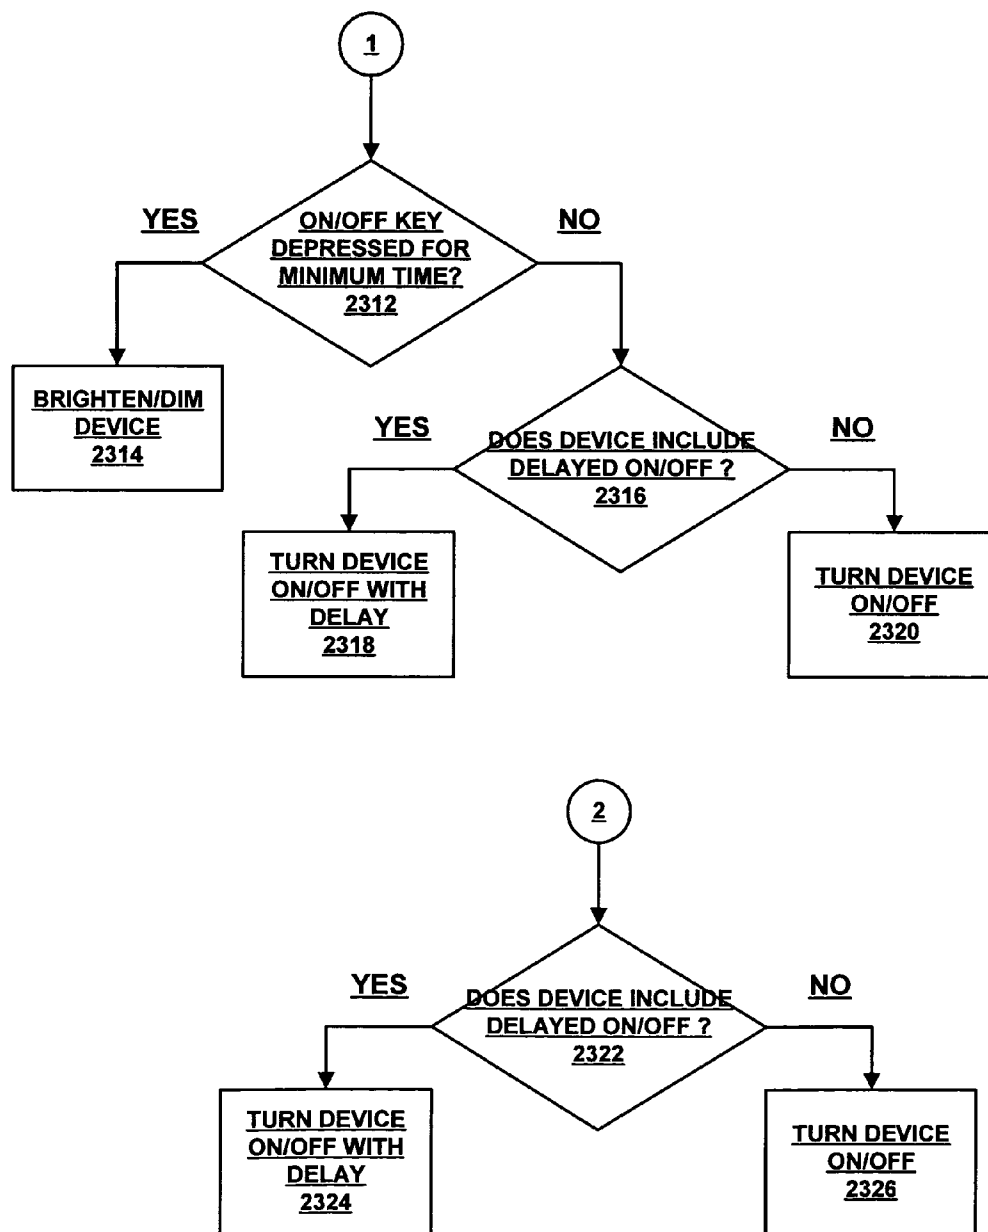 1
YES
NO
ON/OFF KEY
DEPRESSED FOR
MINIMUM TIME?
2312
BRIGHTEN/DIM
DEVICE
2314
YES
NO
DOES DEVICE INCLUDE
DELAYED ON/OFF ?
2316
TURN DEVICE
ON/OFF WITH
DELAY
2318
TURN DEVICE
ON/OFF
2320
2
YES
NO
DOES DEVICE INCLUDE
DELAYED ON/OFF ?
2322
TURN DEVICE
ON/OFF WITH
DELAY
2324
TURN DEVICE
ON/OFF
2326